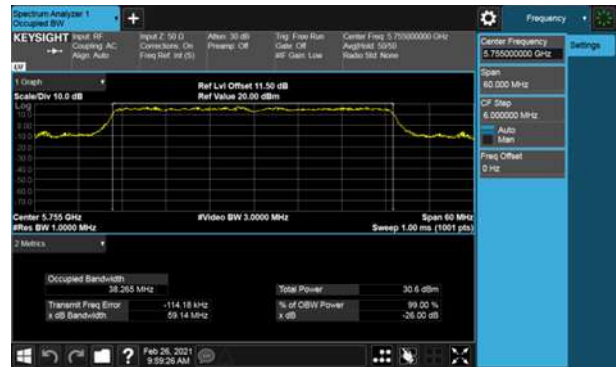 Spectrum Analyzer 1
Occupied BW
Frequency
KEYSIGHT
Input: RF
Coupling: AC
Align: Auto
Input Z: 50 Ω
Corrections: On
Freq Ref: Int (S)
Atten: 30 dB
Preamp: Off
Trig: Free Run
Gate: Off
#IF Gain: Low
Center Freq: 5.755000000 GHz
Avg|Hold: 50/50
Radio Std: None
Center Frequency
5.755000000 GHz
Settings
Span
60.000 MHz
CF Step
6.000000 MHz
Auto
Man
Freq Offset
0 Hz
1 Graph
Scale/Div 10.0 dB
Ref Lvl Offset 11.50 dB
Ref Value 20.00 dBm
Log
10.0
Center 5.755 GHz
#Video BW 3.0000 MHz
Span 60 MHz
#Res BW 1.0000 MHz
Sweep 1.00 ms (1001 pts)
2 Metrics
Occupied Bandwidth
38.265 MHz
Total Power
30.6 dBm
Transmit Freq Error
-114.18 kHz
% of OBW Power
99.00 %
x dB Bandwidth
59.14 MHz
x dB
-26.00 dB
?
Feb 26, 2021
9:59:26 AM